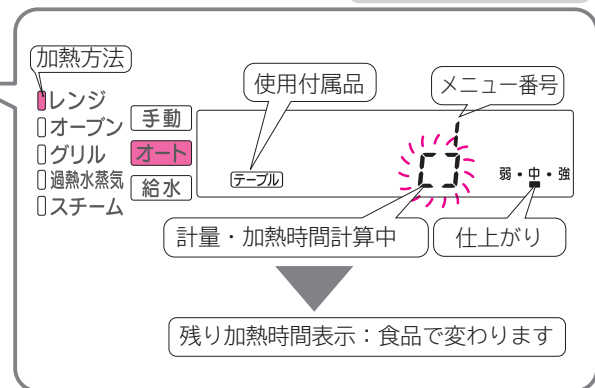 加熱方法
使用付属品
メニュー番号
レンジ
オーブン
グリル
過熱水蒸気
スチーム
手動
オート
給水
テーブル
1
弱・中・強
計量・加熱時間計算中
仕上がり
残り加熱時間表示：食品で変わります